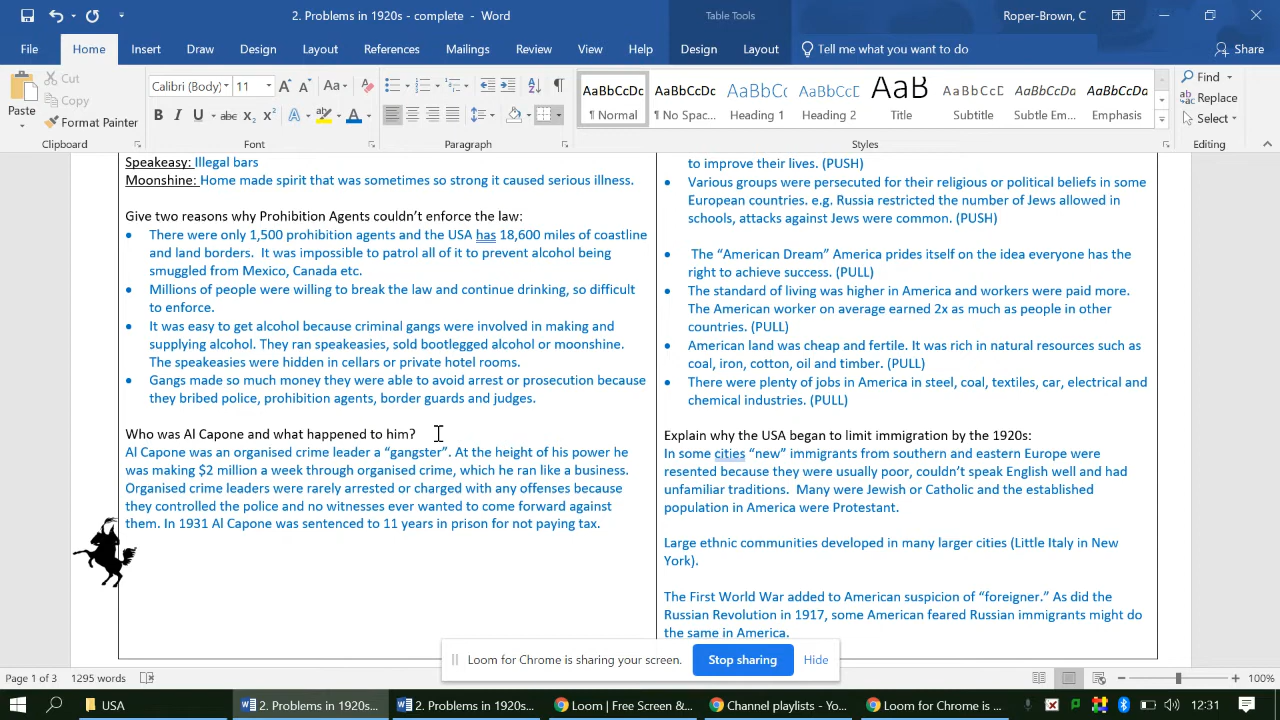 2. Problems in 1920s - complete - Word
Table Tools
Roper-Brown, C
File
Home
Insert
Draw
Design
Layout
References
Mailings
Review
View
Help
Design
Layout
Tell me what you want to do
Share
Paste
Cut
Copy
Format Painter
Clipboard
Calibri (Body)
11
Font
Paragraph
AaBbCcDc
¶ Normal
AaBbCcDc
¶ No Spac...
AaBbCc
Heading 1
AaBbCcD
Heading 2
AaB
Title
AaBbCcD
Subtitle
AaBbCcDc
Subtle Em...
AaBbCcDc
Emphasis
Styles
Find
Replace
Select
Editing
Speakeasy: Illegal bars
Moonshine: Home made spirit that was sometimes so strong it caused serious illness.
Give two reasons why Prohibition Agents couldn't enforce the law:
• There were only 1,500 prohibition agents and the USA has 18,600 miles of coastline
and land borders. It was impossible to patrol all of it to prevent alcohol being
smuggled from Mexico, Canada etc.
• Millions of people were willing to break the law and continue drinking, so difficult
to enforce.
• It was easy to get alcohol because criminal gangs were involved in making and
supplying alcohol. They ran speakeasies, sold bootlegged alcohol or moonshine.
The speakeasies were hidden in cellars or private hotel rooms.
• Gangs made so much money they were able to avoid arrest or prosecution because
they bribed police, prohibition agents, border guards and judges.
Who was Al Capone and what happened to him?
Al Capone was an organised crime leader a “gangster”. At the height of his power he
was making $2 million a week through organised crime, which he ran like a business.
Organised crime leaders were rarely arrested or charged with any offenses because
they controlled the police and no witnesses ever wanted to come forward against
them. In 1931 Al Capone was sentenced to 11 years in prison for not paying tax.
to improve their lives. (PUSH)
• Various groups were persecuted for their religious or political beliefs in some
European countries. e.g. Russia restricted the number of Jews allowed in
schools, attacks against Jews were common. (PUSH)
• The “American Dream” America prides itself on the idea everyone has the
right to achieve success. (PULL)
• The standard of living was higher in America and workers were paid more.
The American worker on average earned 2x as much as people in other
countries. (PULL)
• American land was cheap and fertile. It was rich in natural resources such as
coal, iron, cotton, oil and timber. (PULL)
• There were plenty of jobs in America in steel, coal, textiles, car, electrical and
chemical industries. (PULL)
Explain why the USA began to limit immigration by the 1920s:
In some cities “new” immigrants from southern and eastern Europe were
resented because they were usually poor, couldn't speak English well and had
unfamiliar traditions. Many were Jewish or Catholic and the established
population in America were Protestant.
Large ethnic communities developed in many larger cities (Little Italy in New
York).
The First World War added to American suspicion of “foreigner.” As did the
Russian Revolution in 1917, some American feared Russian immigrants might do
the same in America.
Loom for Chrome is sharing your screen.
Stop sharing
Hide
Page 1 of 3
1295 words
100%
USA
2. Problems in 1920s...
2. Problems in 1920s...
Loom | Free Screen &...
Channel playlists - Yo...
Loom for Chrome is ...
12:31